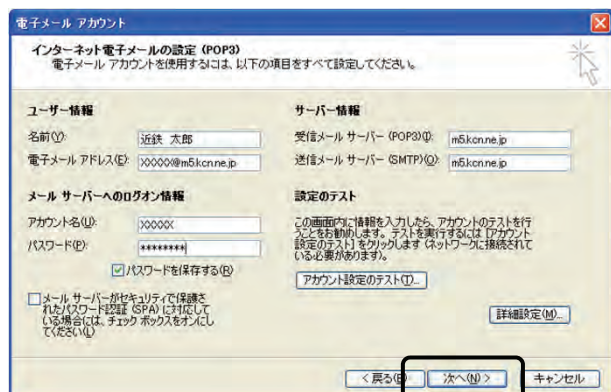 電子メール アカウント
インターネット電子メールの設定 (POP3)
電子メール アカウントを使用するには、以下の項目をすべて設定してください。
ユーザー情報
名前(Y):
近鉄 太郎
電子メール アドレス(E):
XXXXX@m5.kcn.ne.jp
サーバー情報
受信メール サーバー (POP3)(I):
m5.kcn.ne.jp
送信メール サーバー (SMTP)(O):
m5.kcn.ne.jp
メール サーバーへのログオン情報
アカウント名(U):
XXXXX
パスワード(P):
********
パスワードを保存する(R)
メール サーバーがセキュリティで保護さ
れたパスワード認証 (SPA) に対応して
いる場合には、チェック ボックスをオンにし
てください(L)
設定のテスト
この画面内に情報を入力したら、アカウントのテストを行
うことをお勧めします。テストを実行するには [アカウント
設定のテスト] をクリックします (ネットワークに接続されて
いる必要があります)。
アカウント設定のテスト(T)...
詳細設定(M)...
< 戻る(B)
次へ(N) >
キャンセル